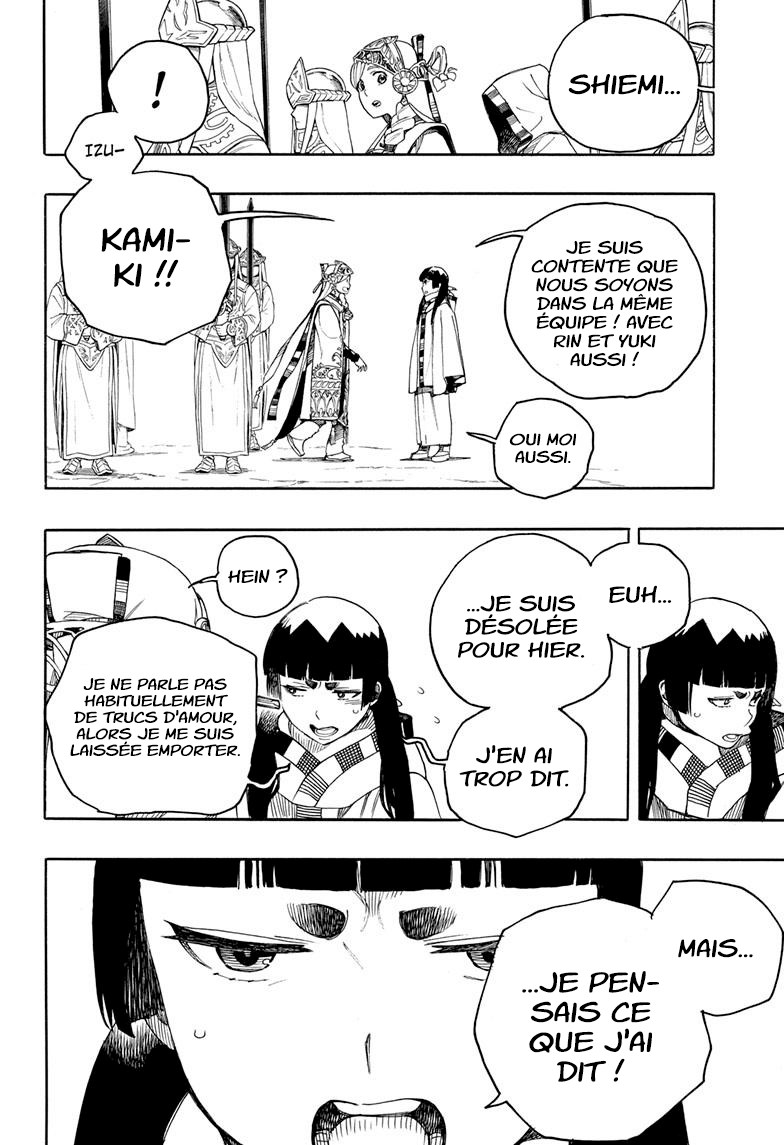 SHIEMI...
!
IZU-
KAMI-
KI !!
JE SUIS
CONTENTE QUE
NOUS SOYONS
DANS LA MÊME
ÉQUIPE ! AVEC
RIN ET YUKI
AUSSI !
OUI MOI
AUSSI.
EUH...
...JE SUIS
DÉSOLÉE
POUR HIER.
J'EN AI
TROP DIT.
HEIN ?
JE NE PARLE PAS
HABITUELLEMENT
DE TRUCS D'AMOUR,
ALORS JE ME SUIS
LAISSÉE EMPORTER.
MAIS...
...JE PEN-
SAIS CE
QUE J'AI
DIT !